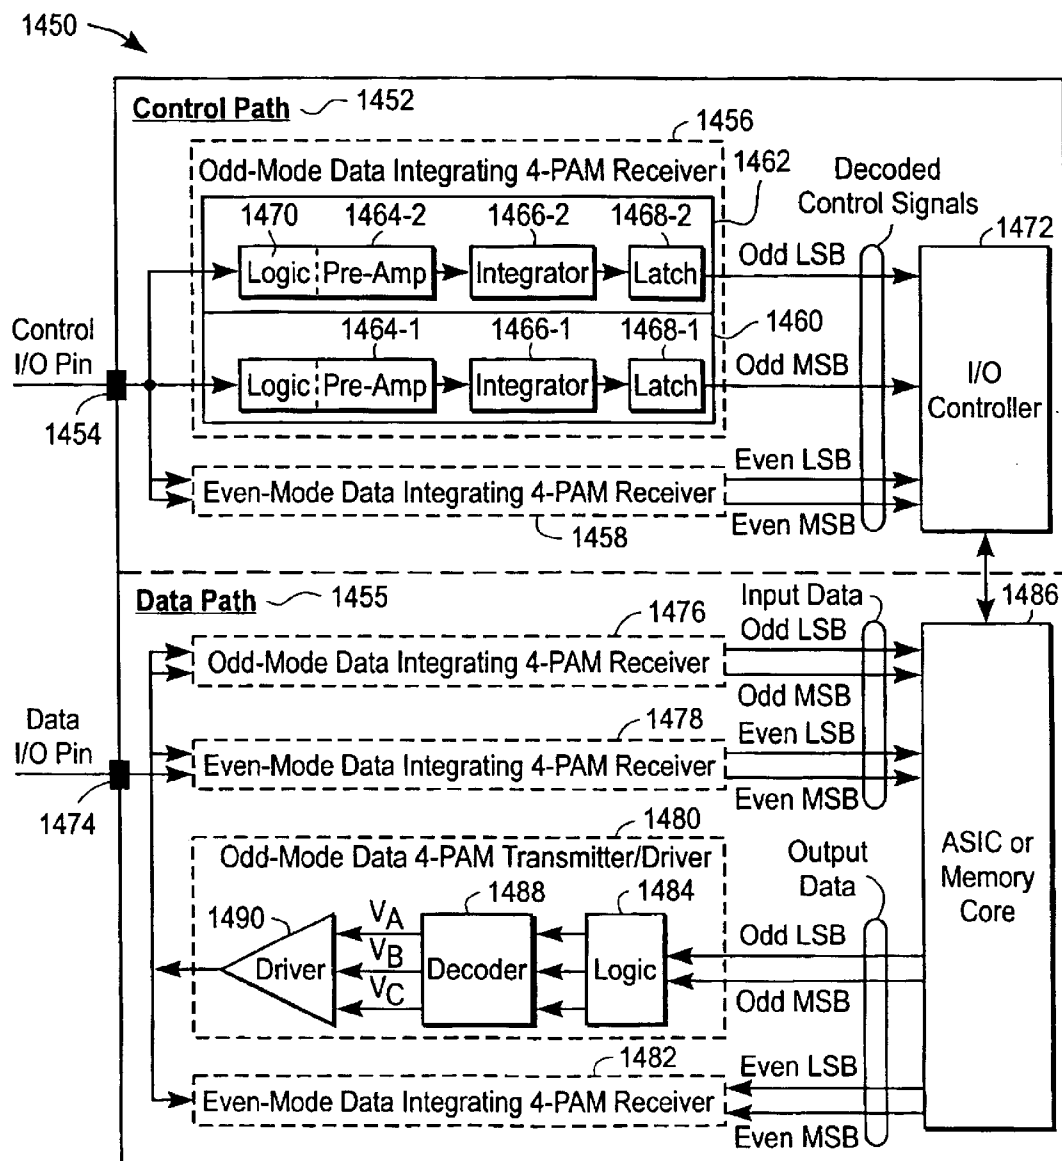 1450
Control Path 1452
1456
Odd-Mode Data Integrating 4-PAM Receiver
1462
Decoded
Control Signals
1470 1464-2 1466-2 1468-2
1472
Logic Pre-Amp Integrator Latch
Odd LSB
1464-1 1466-1 1468-1 1460
Control
I/O Pin
Logic Pre-Amp Integrator Latch
Odd MSB
I/O
Controller
1454
Even LSB
Even-Mode Data Integrating 4-PAM Receiver
Even MSB
1458
Data Path 1455
1476
Input Data
1486
Odd LSB
Odd-Mode Data Integrating 4-PAM Receiver
Odd MSB
Data
I/O Pin
1478
Even LSB
Even-Mode Data Integrating 4-PAM Receiver
Even MSB
1474
1480
Odd-Mode Data 4-PAM Transmitter/Driver
Output
Data
ASIC or
Memory
Core
1490 VA 1488 1484
Odd LSB
Driver VB Decoder Logic
VC
Odd MSB
1482
Even LSB
Even-Mode Data Integrating 4-PAM Receiver
Even MSB